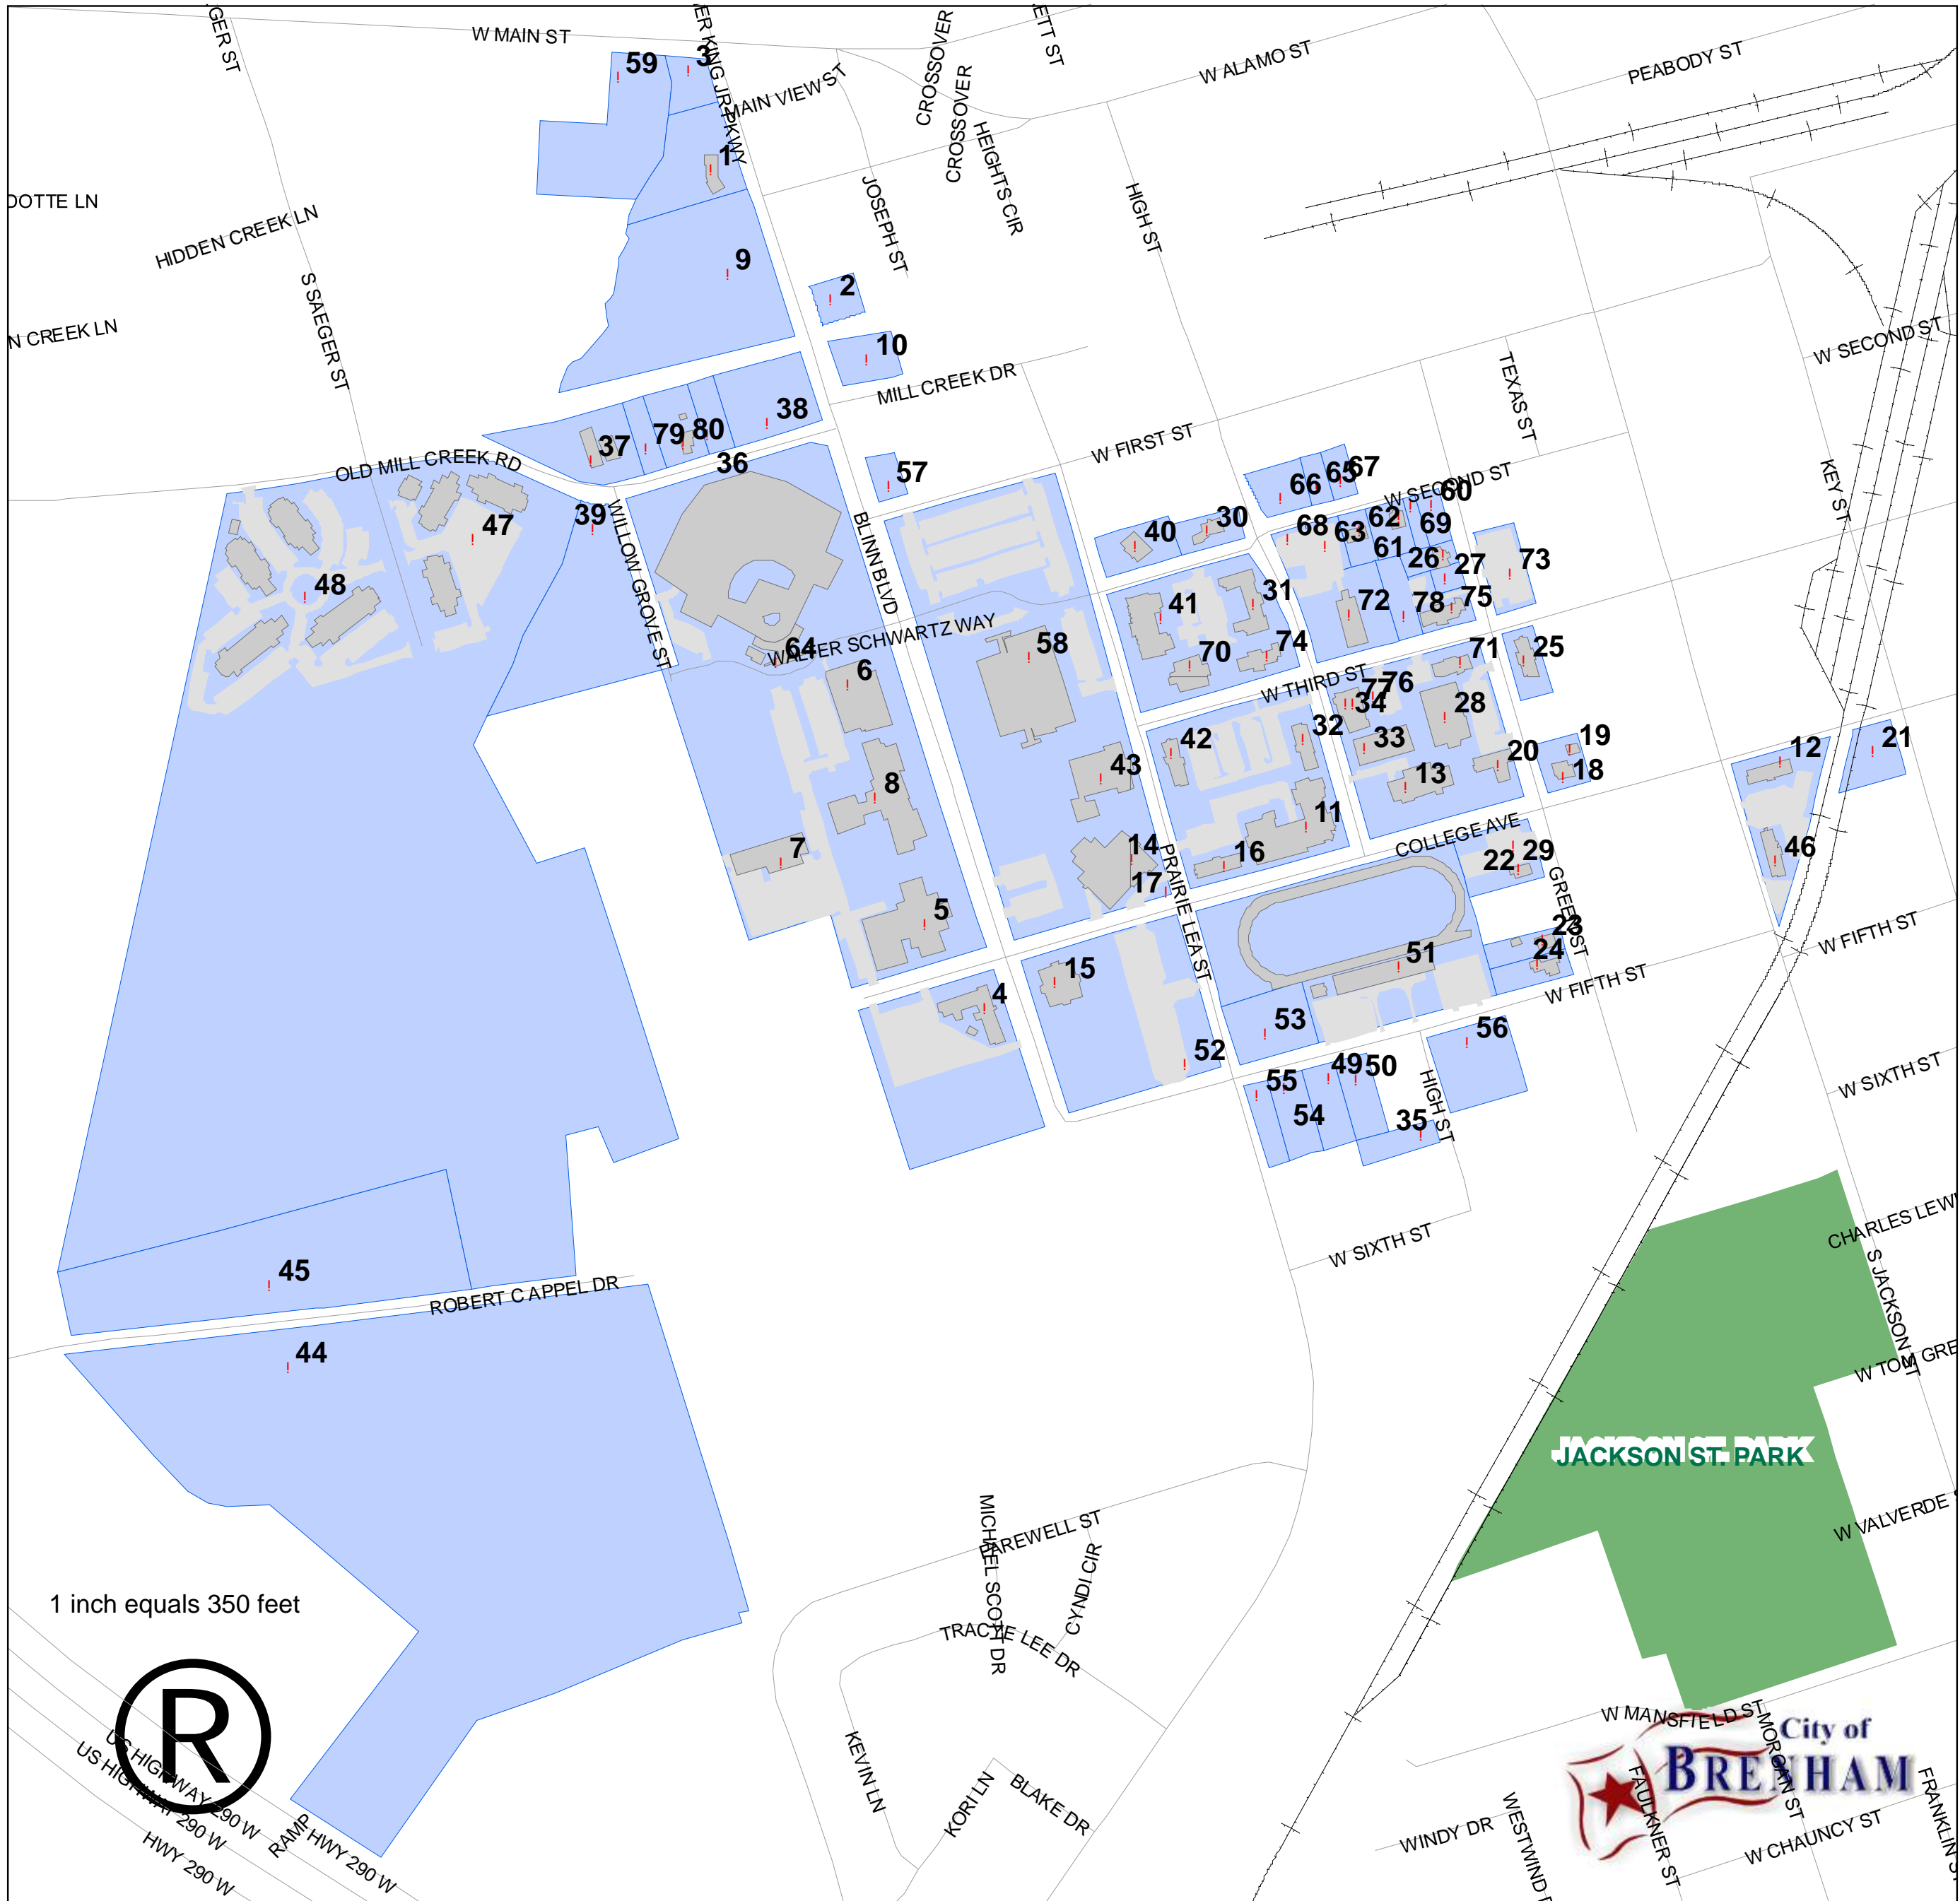 W MAIN ST
CROSSOVER
W ALAMO ST
PEABODY ST
59
3
MAIN VIEW ST
CROSSOVER
1
HEIGHTS CIR
HIDDEN CREEK LN
JOSEPH ST
HIGH ST
9
2
S SAEGER ST
N CREEK LN
10
W SECOND ST
MILL CREEK DR
TEXAS ST
38
37
79
80
36
W FIRST ST
OLD MILL CREEK RD
57
66
65
67
W SECOND ST
60
KEY ST
47
39
WILLOW GROVE ST
BLINN BLVD
40
30
68
63
62
61
69
26
27
73
48
41
31
72
78
75
64
WALTER SCHWARTZ WAY
58
70
74
71
25
6
W THIRD ST
77
76
34
28
42
32
33
20
19
18
12
21
43
8
13
11
COLLEGE AVE
7
14
16
17
22
29
46
PRAIRIE LEA ST
GREEN ST
5
23
24
W FIFTH ST
51
15
W FIFTH ST
4
53
56
52
49
50
55
54
35
HIGH ST
W SIXTH ST
W SIXTH ST
CHARLES LEW
45
ROBERT C APPEL DR
S JACKSON ST
44
W TOM GRE
JACKSON ST. PARK
W VALVERDE
MICHAEL SCOTT DR
CYNDI CIR
1 inch equals 350 feet
TRACYE LEE DR
R
US HIGHWAY 290 W
US HIGHWAY 290 W
HWY 290 W
RAMP
HWY 290 W
KEVIN LN
KORI LN
BLAKE DR
W MANSFIELD ST
City of
BRENHAM
MORGAN ST
FAULKNER ST
WINDY DR
W CHAUNCY ST